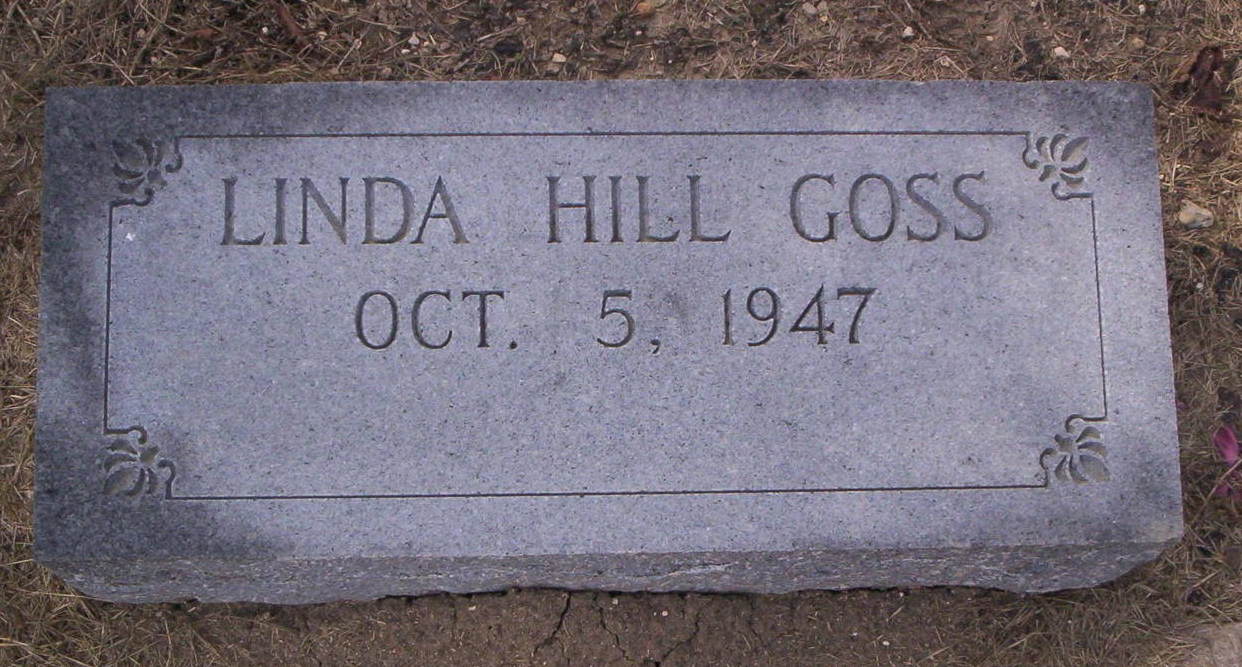 LINDA HILL GOSS
OCT. 5, 1947